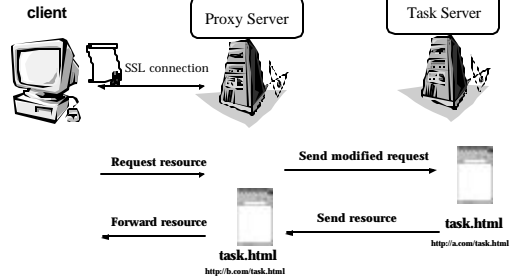 client
Proxy Server
Task Server
SSL connection
Request resource
Send modified request
Forward resource
Send resource
task.html
http://a.com/task.html
task.html
http://b.com/task.html